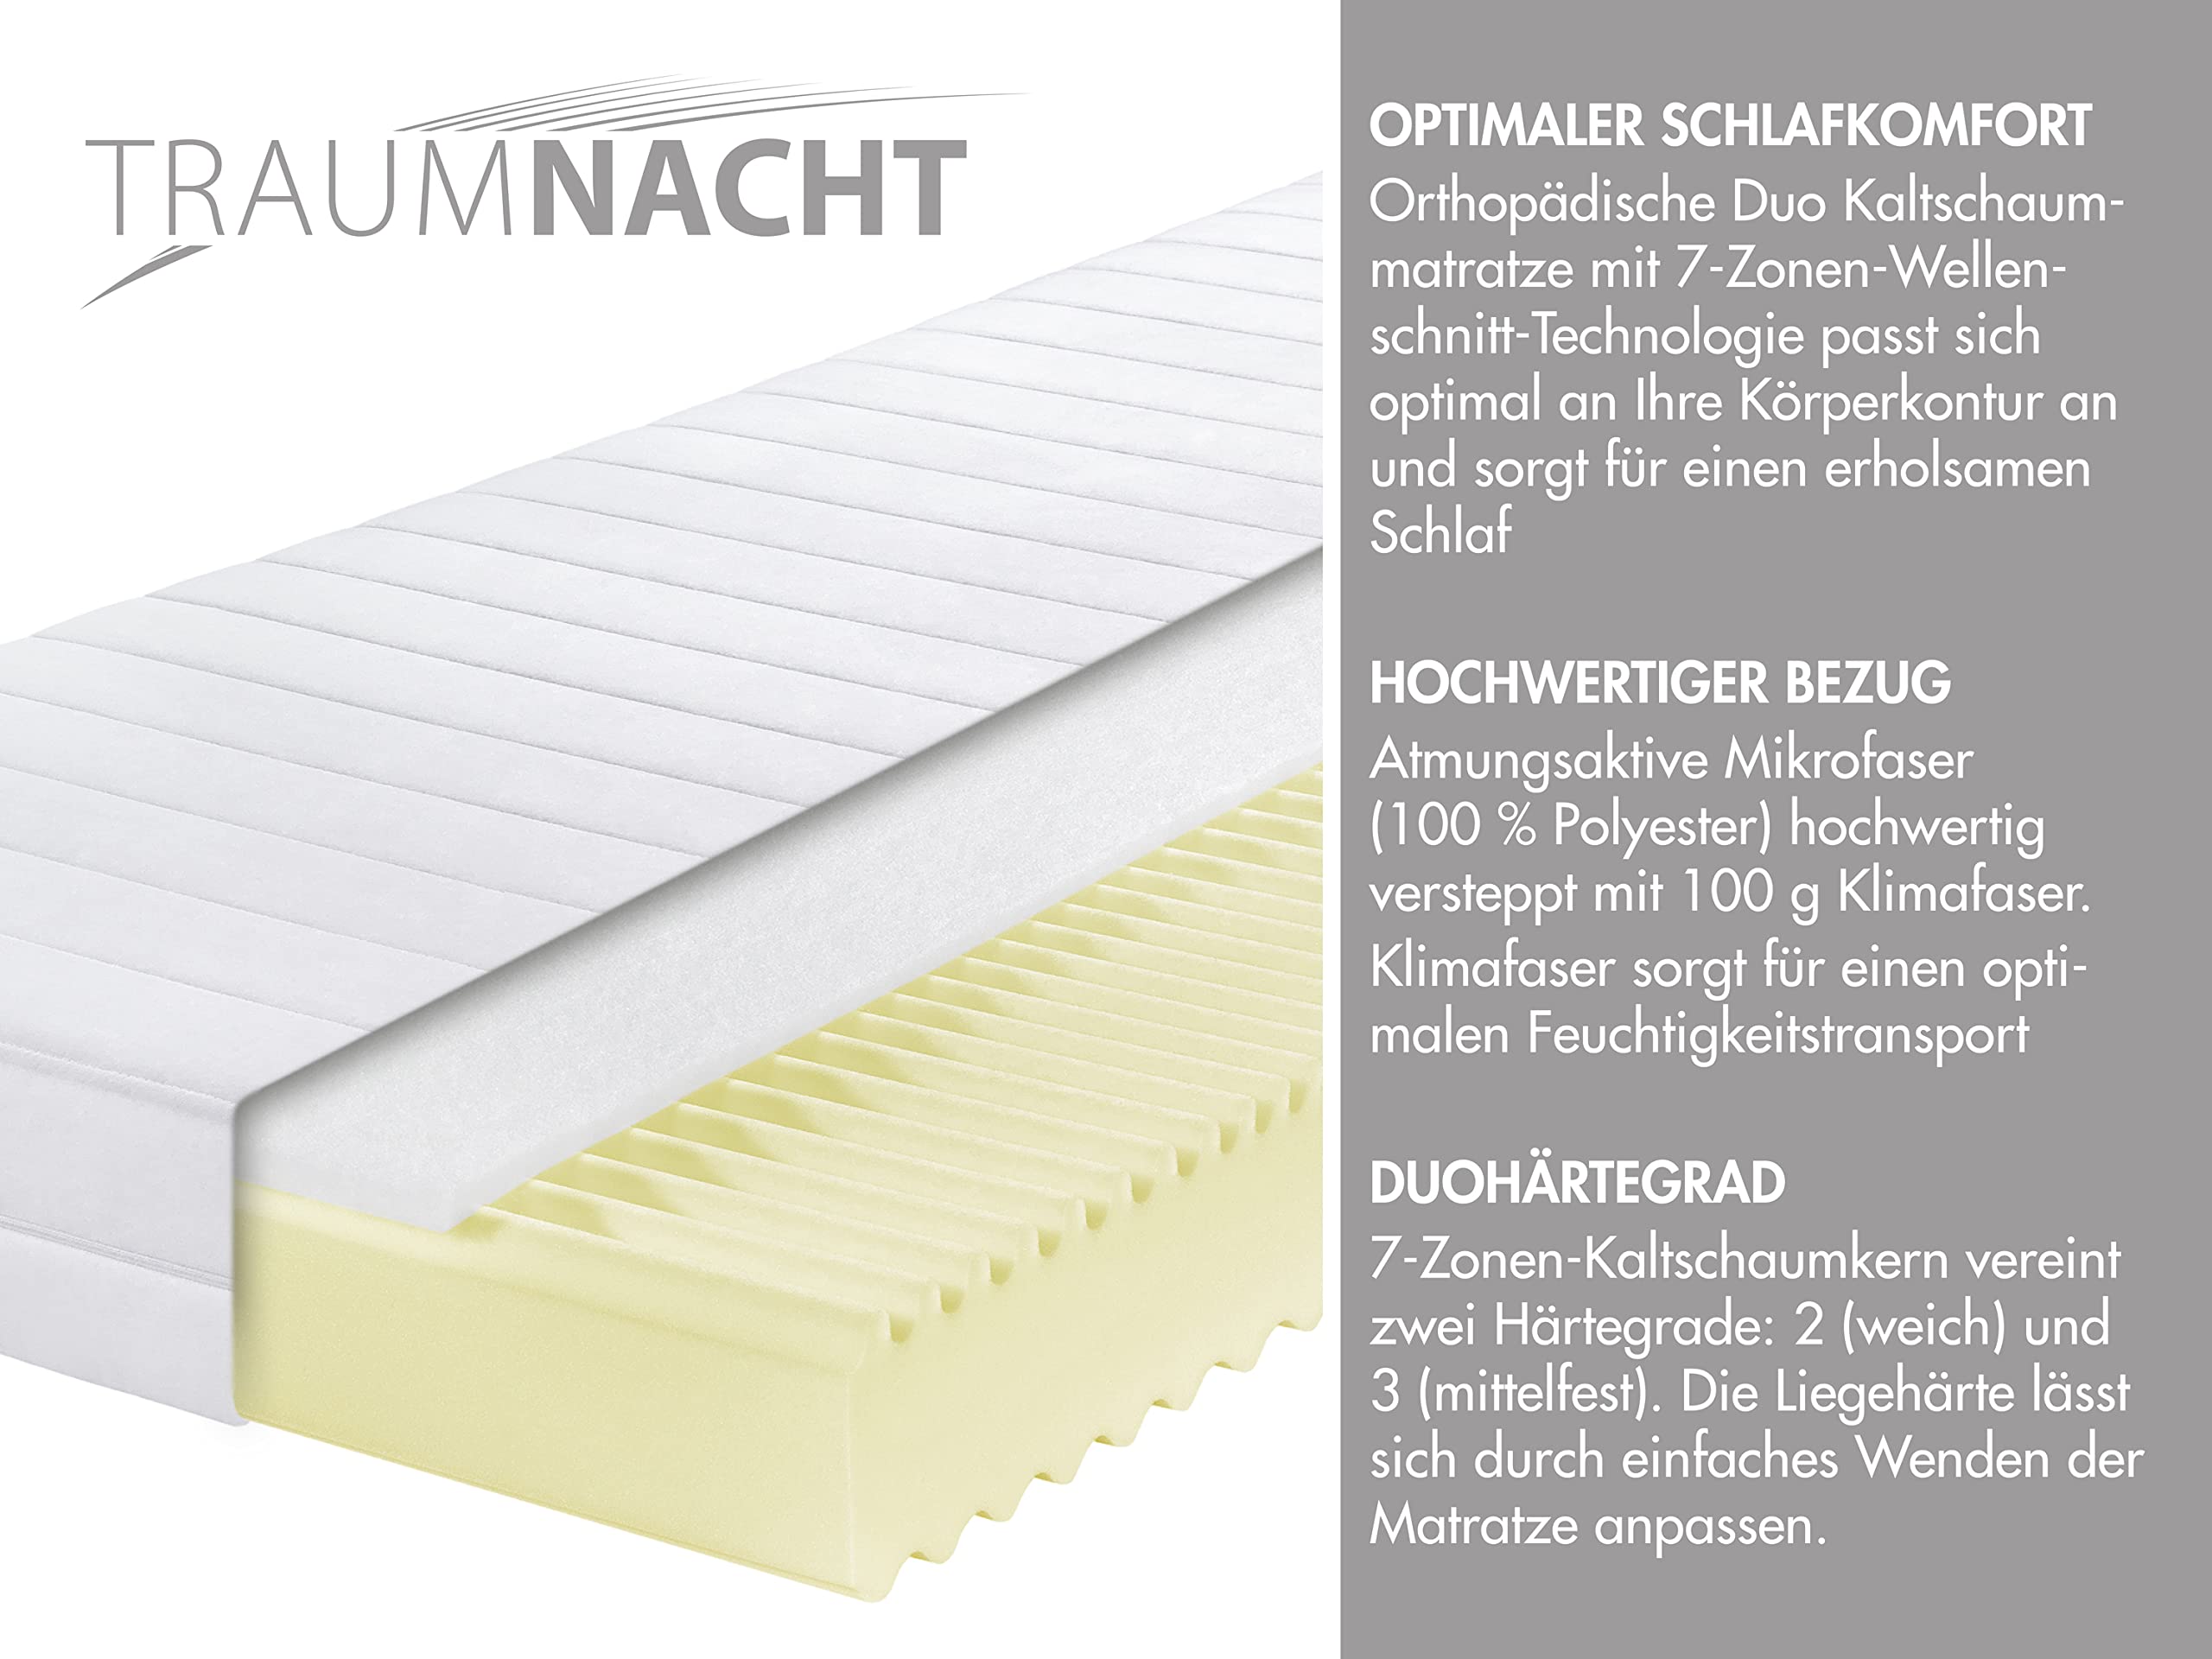 TRAUMNACHT
OPTIMALER SCHLAFKOMFORT
Orthopädische Duo Kaltschaum-
matratze mit 7-Zonen-Wellen-
schnitt-Technologie passt sich
optimal an Ihre Körperkontur an
und sorgt für einen erholsamen
Schlaf
HOCHWERTIGER BEZUG
Atmungsaktive Mikrofaser
(100 % Polyester) hochwertig
versteppt mit 100 g Klimafaser.
Klimafaser sorgt für einen opti-
malen Feuchtigkeitstransport
DUOHÄRTEGRAD
7-Zonen-Kaltschaumkern vereint
zwei Härtegrade: 2 (weich) und
3 (mittelfest). Die Liegehärte lässt
sich durch einfaches Wenden der
Matratze anpassen.